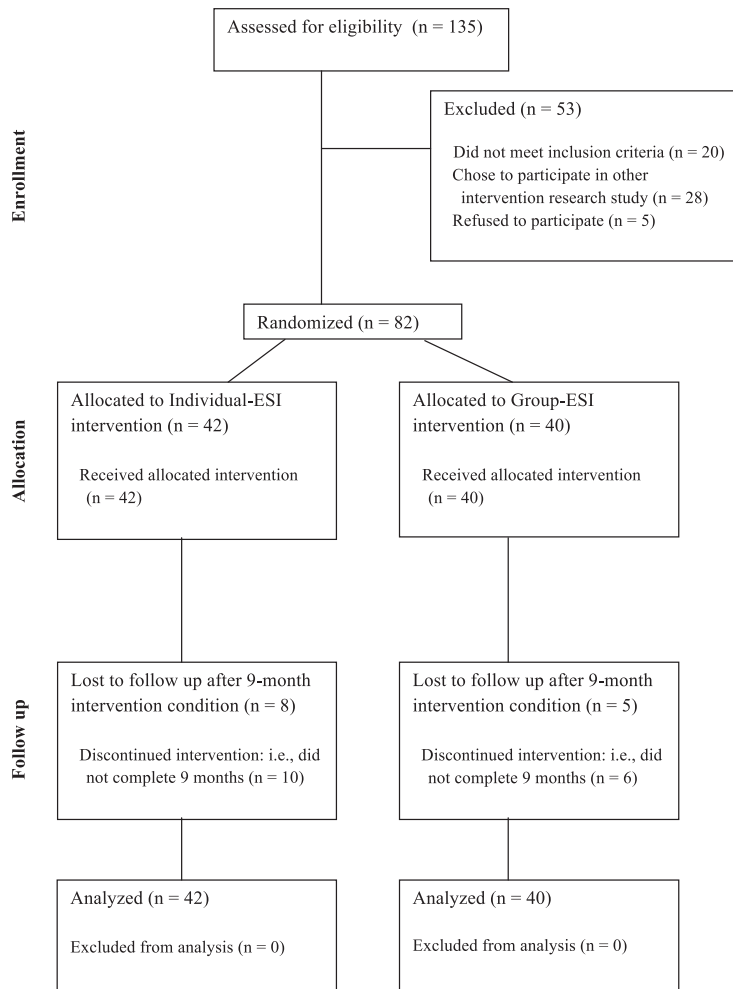 Assessed for eligibility (n = 135)
Enrollment
Excluded (n = 53)
Did not meet inclusion criteria (n = 20)
Chose to participate in other
intervention research study (n = 28)
Refused to participate (n = 5)
Randomized (n = 82)
Allocation
Allocated to Individual-ESI
intervention (n = 42)
Received allocated intervention
(n = 42)
Allocated to Group-ESI
intervention (n = 40)
Received allocated intervention
(n = 40)
Follow up
Lost to follow up after 9-month
intervention condition (n = 8)
Discontinued intervention: i.e., did
not complete 9 months (n = 10)
Lost to follow up after 9-month
intervention condition (n = 5)
Discontinued intervention: i.e., did
not complete 9 months (n = 6)
Analyzed (n = 42)
Excluded from analysis (n = 0)
Analyzed (n = 40)
Excluded from analysis (n = 0)